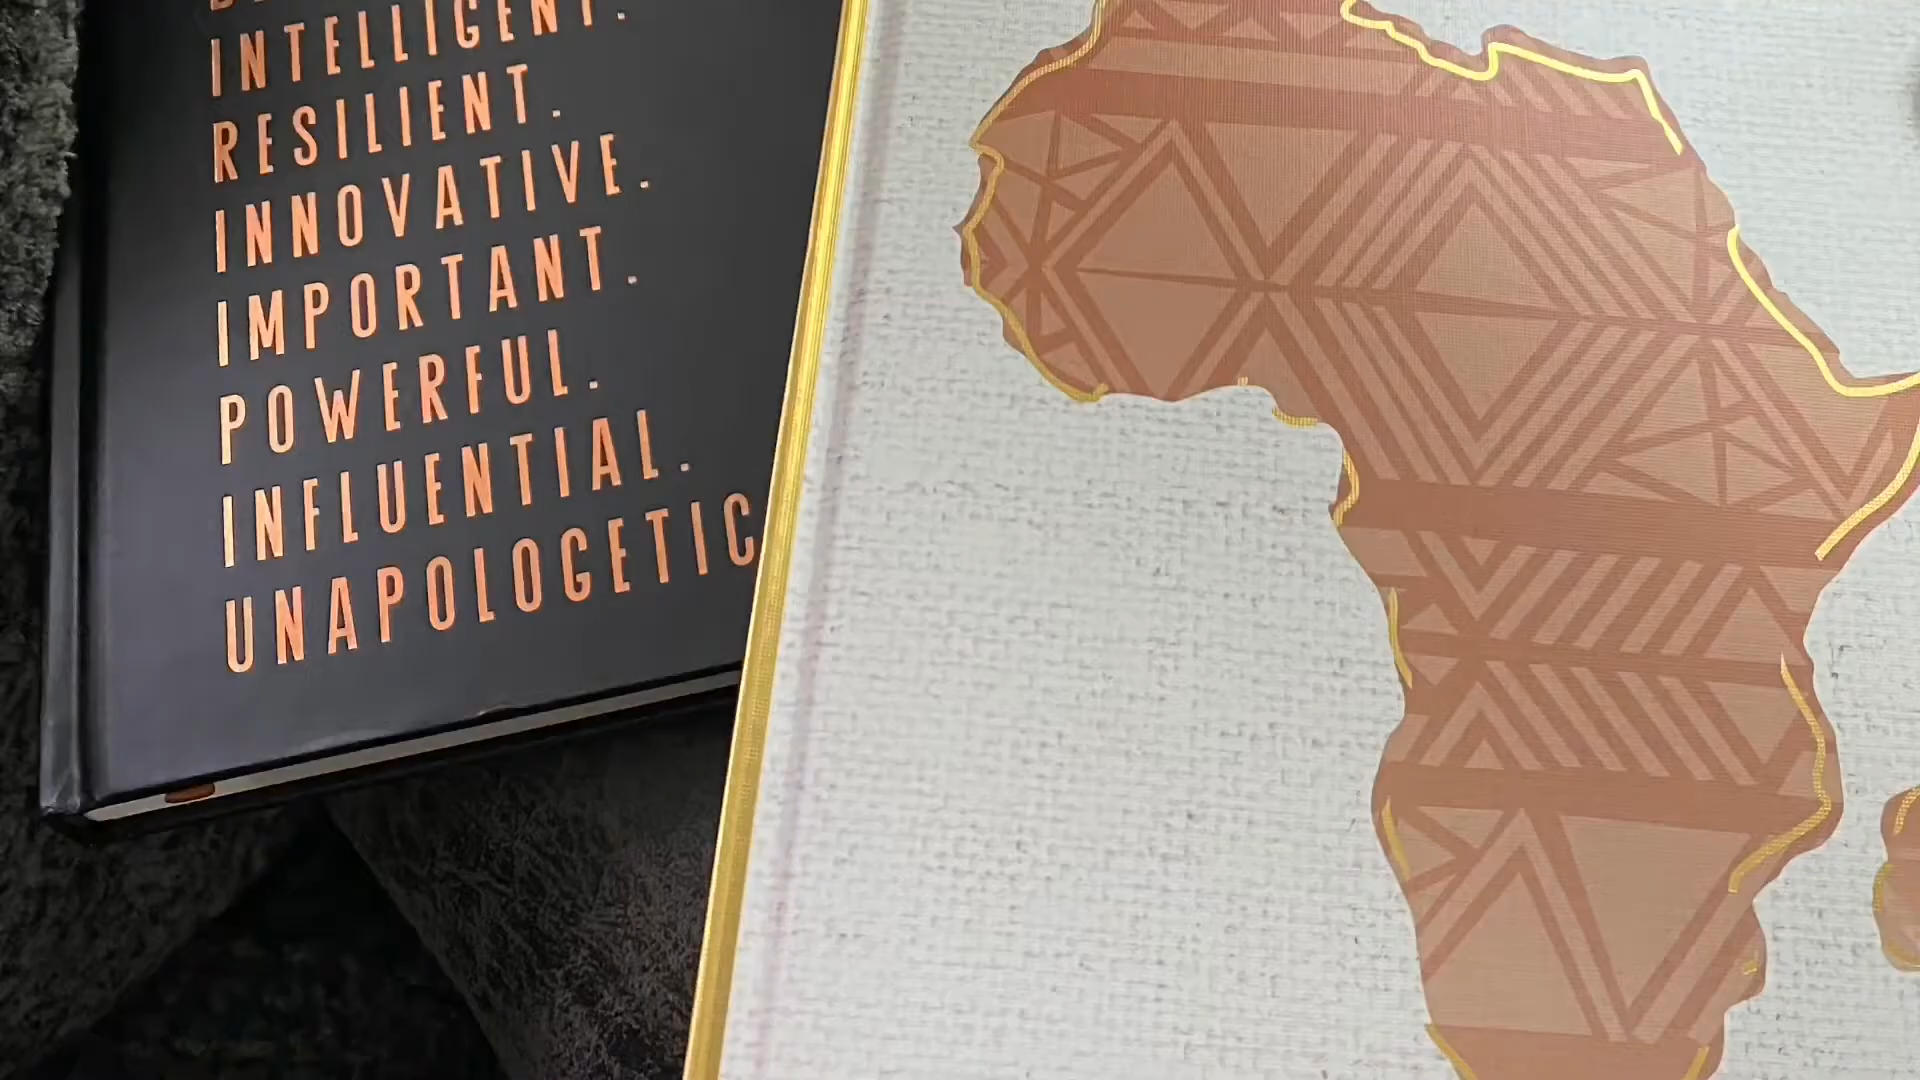 INTELLIGENT.
RESILIENT.
INNOVATIVE.
IMPORTANT.
POWERFUL.
INFLUENTIAL.
UNAPOLOGETIC